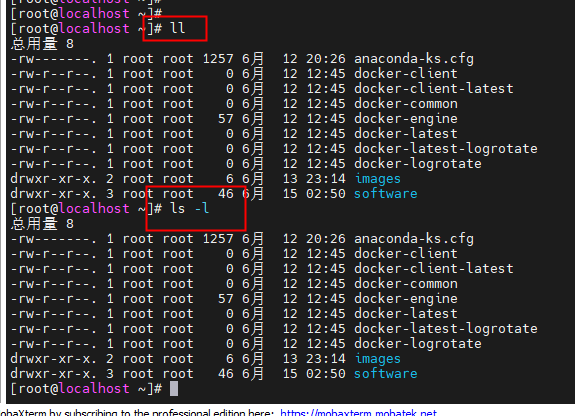 [root@localhost ~]#
[root@localhost ~]# ll
总用量 8
-rw-------. 1 root root 1257 6月  12 20:26 anaconda-ks.cfg
-rw-r--r--. 1 root root    0 6月  12 12:45 docker-client
-rw-r--r--. 1 root root    0 6月  12 12:45 docker-client-latest
-rw-r--r--. 1 root root    0 6月  12 12:45 docker-common
-rw-r--r--. 1 root root   57 6月  12 12:45 docker-engine
-rw-r--r--. 1 root root    0 6月  12 12:45 docker-latest
-rw-r--r--. 1 root root    0 6月  12 12:45 docker-latest-logrotate
-rw-r--r--. 1 root root    0 6月  12 12:45 docker-logrotate
drwxr-xr-x. 2 root root    6 6月  13 23:14 images
drwxr-xr-x. 3 root root   46 6月  15 02:50 software
[root@localhost ~]# ls -l
总用量 8
-rw-------. 1 root root 1257 6月  12 20:26 anaconda-ks.cfg
-rw-r--r--. 1 root root    0 6月  12 12:45 docker-client
-rw-r--r--. 1 root root    0 6月  12 12:45 docker-client-latest
-rw-r--r--. 1 root root    0 6月  12 12:45 docker-common
-rw-r--r--. 1 root root   57 6月  12 12:45 docker-engine
-rw-r--r--. 1 root root    0 6月  12 12:45 docker-latest
-rw-r--r--. 1 root root    0 6月  12 12:45 docker-latest-logrotate
-rw-r--r--. 1 root root    0 6月  12 12:45 docker-logrotate
drwxr-xr-x. 2 root root    6 6月  13 23:14 images
drwxr-xr-x. 3 root root   46 6月  15 02:50 software
[root@localhost ~]#
obaXterm by subscribing to the professional edition here: https://mobaxterm.mobatek.net